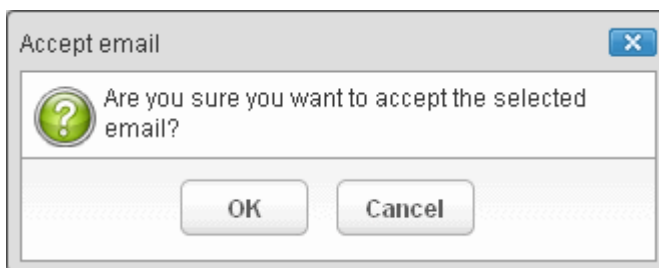 Accept email
Are you sure you want to accept the selected
email?
OK
Cancel